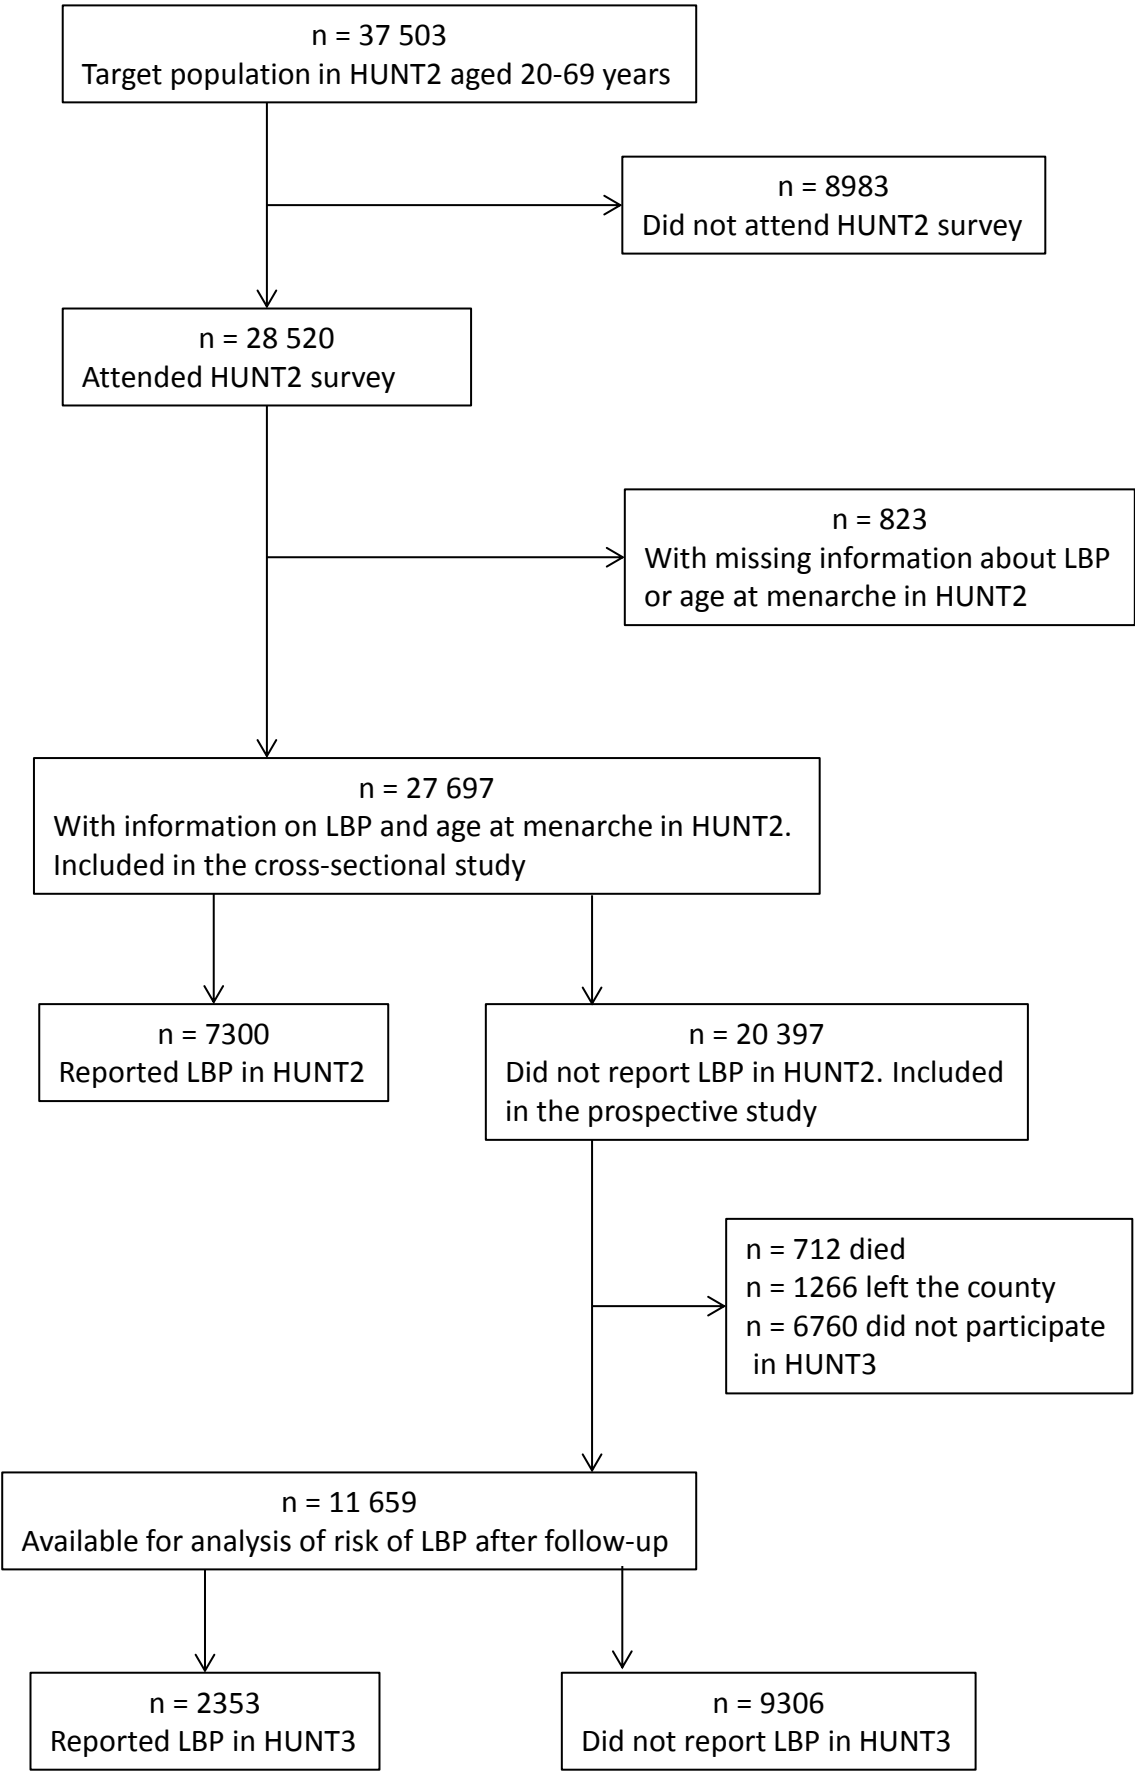 n = 37 503
Target population in HUNT2 aged 20-69 years
n = 8983
Did not attend HUNT2 survey
n = 28 520
Attended HUNT2 survey
n = 823
With missing information about LBP
or age at menarche in HUNT2
n = 27 697
With information on LBP and age at menarche in HUNT2.
Included in the cross-sectional study
n = 7300
Reported LBP in HUNT2
n = 20 397
Did not report LBP in HUNT2. Included
in the prospective study
n = 712 died
n = 1266 left the county
n = 6760 did not participate
in HUNT3
n = 11 659
Available for analysis of risk of LBP after follow-up
n = 2353
Reported LBP in HUNT3
n = 9306
Did not report LBP in HUNT3